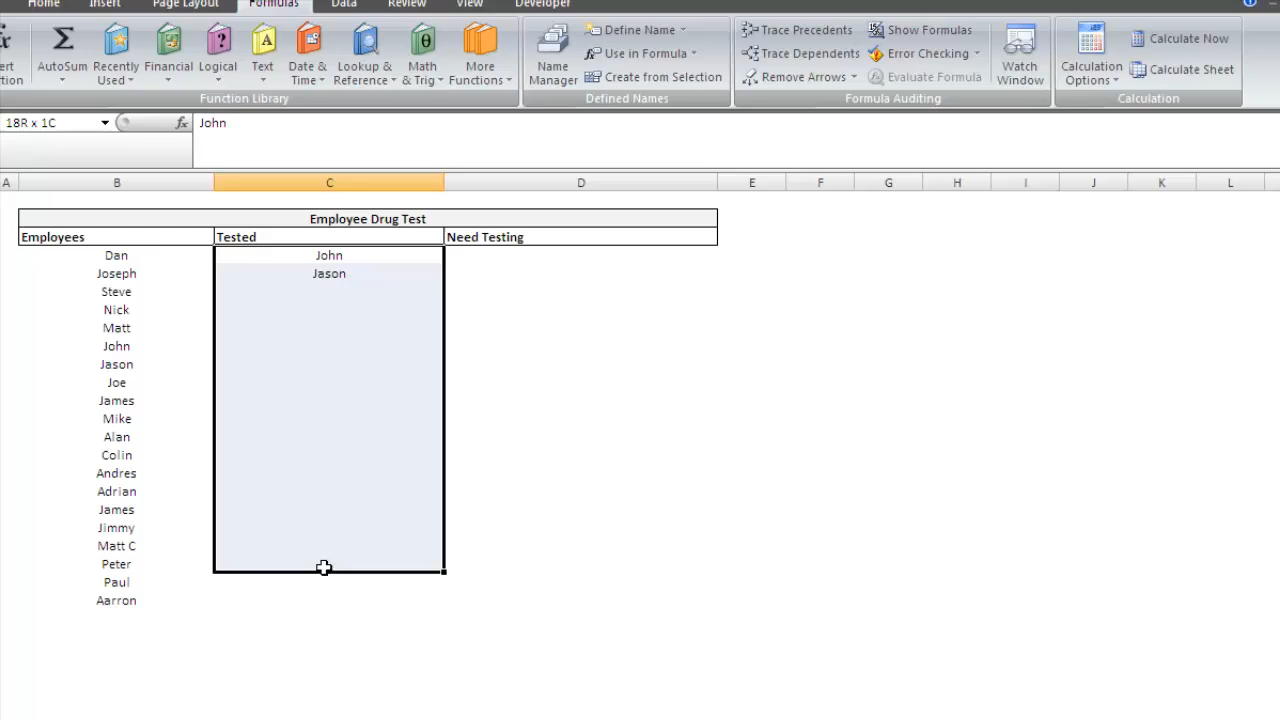 Home Insert Page Layout Formulas Data Review View Developer
AutoSum Recently Used Financial Logical Text Date & Time Lookup & Reference Math & Trig More Functions
Function Library
Name Manager
Define Name
Use in Formula
Create from Selection
Defined Names
Trace Precedents Show Formulas
Trace Dependents Error Checking
Remove Arrows Evaluate Formula
Watch Window
Formula Auditing
Calculation Options
Calculate Now
Calculate Sheet
Calculation
18R x 1C fx John
A B C D E F G H I J K L
Employee Drug Test
Employees Tested Need Testing
Dan John
Joseph Jason
Steve
Nick
Matt
John
Jason
Joe
James
Mike
Alan
Colin
Andres
Adrian
James
Jimmy
Matt C
Peter
Paul
Aarron